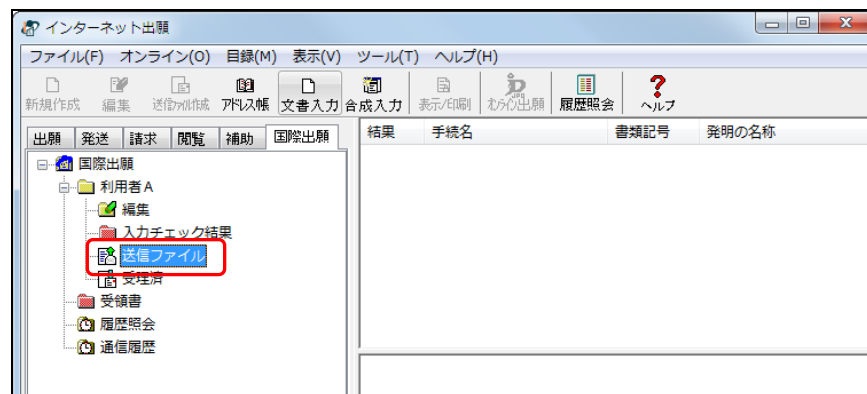 インターネット出願
ファイル(F) オンライン(O) 目録(M) 表示(V) ツール(T) ヘルプ(H)
新規作成 編集 送信ファイル作成 アドレス帳 文書入力 合成入力 表示/印刷 オンライン出願 履歴照会 ヘルプ
出願 発送 請求 閲覧 補助 国際出願
結果 手続名 書類記号 発明の名称
国際出願
利用者A
編集
入力チェック結果
送信ファイル
受理済
受領書
履歴照会
通信履歴